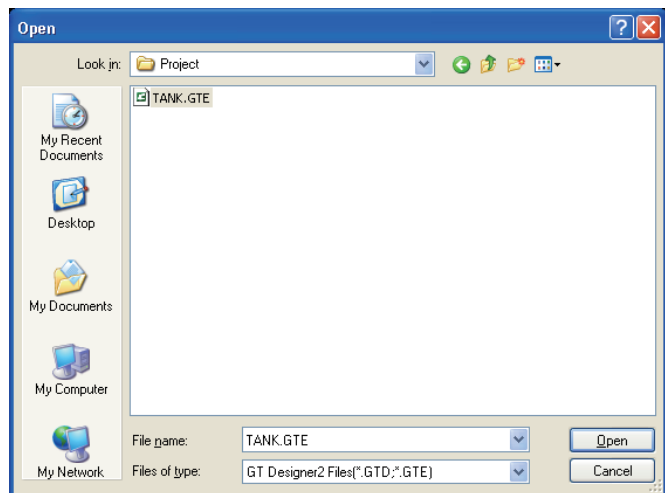 Open
Look in: Project
TANK.GTE
My Recent
Documents
Desktop
My Documents
My Computer
My Network
File name: TANK.GTE Open
Files of type: GT Designer2 Files(*.GTD;*.GTE) Cancel